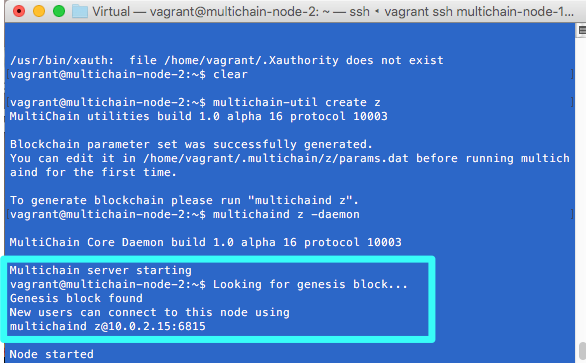 Virtual — vagrant@multichain-node-2: ~ — ssh ◂ vagrant ssh multichain-node-1...
/usr/bin/xauth:  file /home/vagrant/.Xauthority does not exist
[vagrant@multichain-node-2:~$ clear ]
[vagrant@multichain-node-2:~$ multichain-util create z ]
MultiChain utilities build 1.0 alpha 16 protocol 10003
Blockchain parameter set was successfully generated.
You can edit it in /home/vagrant/.multichain/z/params.dat before running multich
aind for the first time.
To generate blockchain please run "multichaind z".
[vagrant@multichain-node-2:~$ multichaind z -daemon ]
MultiChain Core Daemon build 1.0 alpha 16 protocol 10003
Multichain server starting
vagrant@multichain-node-2:~$ Looking for genesis block...
Genesis block found
New users can connect to this node using
multichaind z@10.0.2.15:6815
Node started